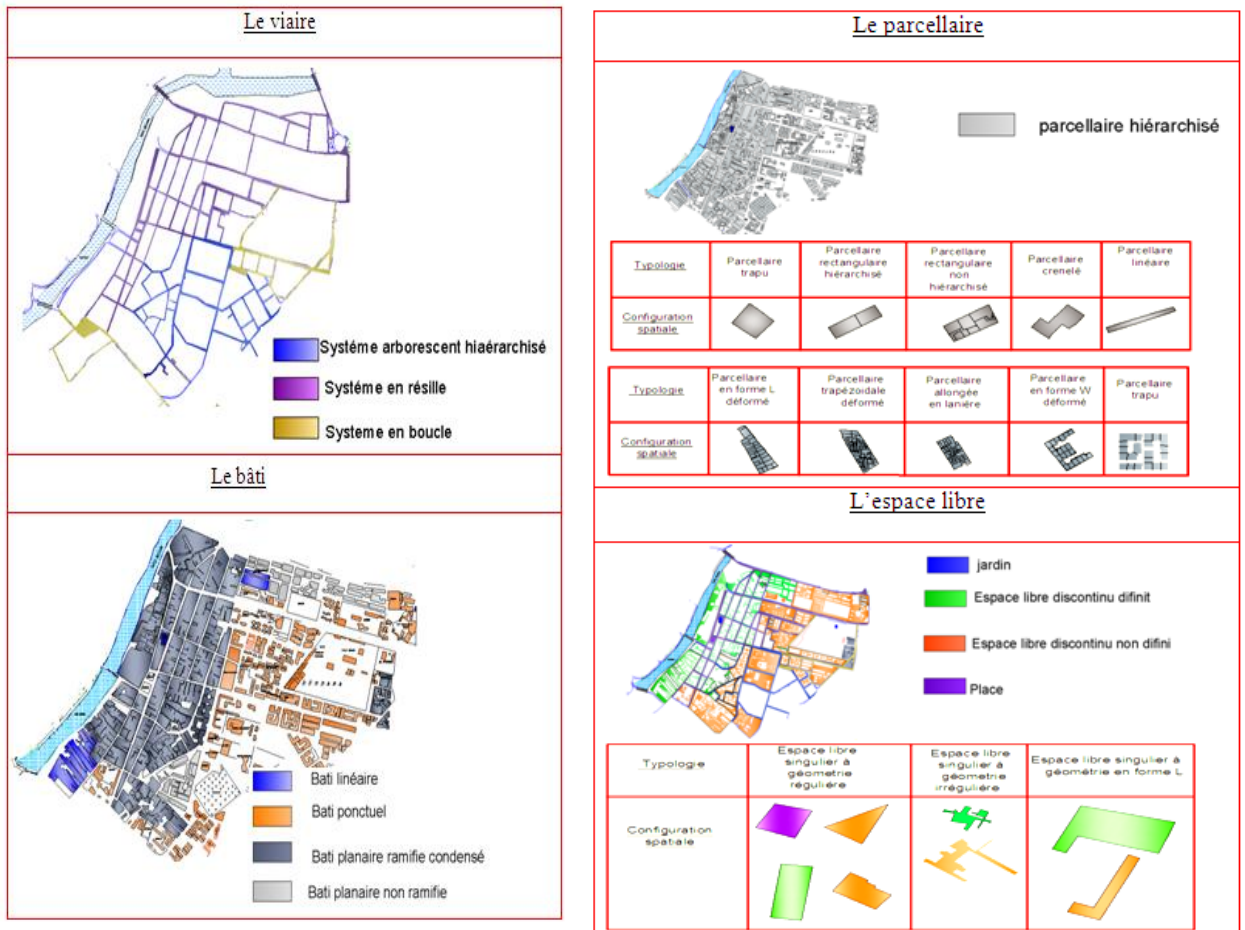 Le viaire
Systéme arborescent hiaérarchisé
Systéme en résille
Systeme en boucle
Le bâti
Bati linéaire
Bati ponctuel
Bati planaire ramifie condensé
Bati planaire non ramifie
Le parcellaire
parcellaire hiérarchisé
Typologie
Parcellaire
trapu
Parcellaire
rectangulaire
hiérarchisé
Parcellaire
rectangulaire
non
hiérarchisé
Parcellaire
crenelé
Parcellaire
linéaire
Configuration
spatiale
Typologie
Parcellaire
en forme L
déformé
Parcellaire
trapézoidale
déformé
Parcellaire
allongée
en lanière
Parcellaire
en forme W
déformé
Parcellaire
trapu
Configuration
spatiale
L'espace libre
jardin
Espace libre discontinu difinit
Espace libre discontinu non difini
Place
Typologie
Espace libre
singulier à
géometrie
régulière
Espace libre
singulier à
géometrie
irrégulière
Espace libre singulier à
géométrie en forme L
Configuration
spatiale